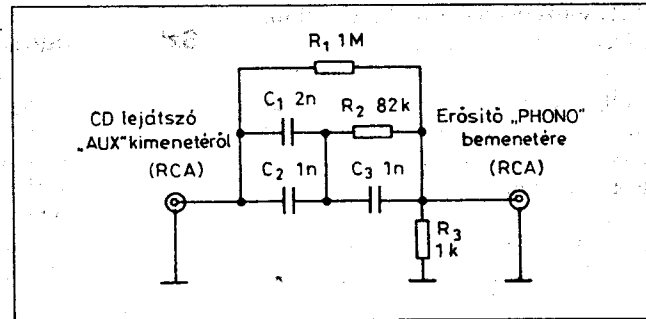 R₁ 1M
C₁ 2n
R₂ 82k
CD lejátszó
„AUX"kimenetéről
(RCA)
Erősitő „PHONO"
bemenetére
(RCA)
C₂ 1n
C₃ 1n
R₃
1k